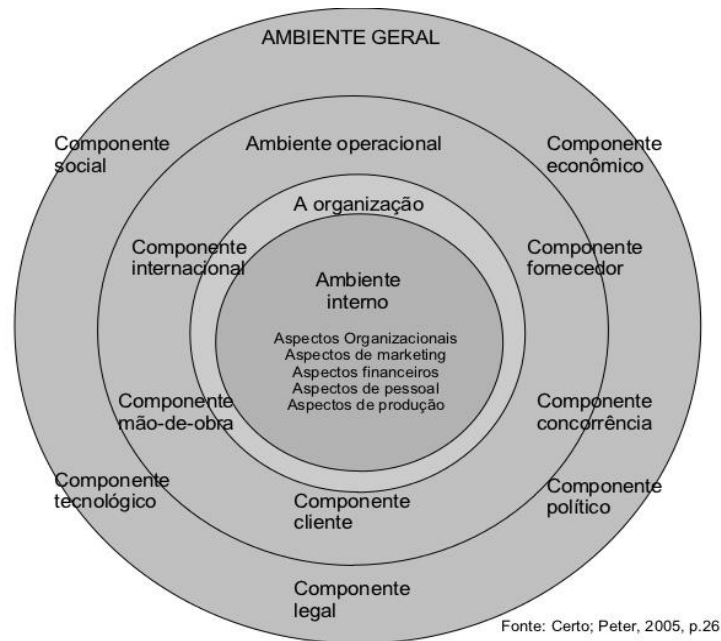 AMBIENTE GERAL
Componente
social
Ambiente operacional
Componente
econômico
A organização
Componente
internacional
Componente
fornecedor
Ambiente
interno
Aspectos Organizacionais
Aspectos de marketing
Aspectos financeiros
Aspectos de pessoal
Aspectos de produção
Componente
mão-de-obra
Componente
concorrência
Componente
tecnológico
Componente
cliente
Componente
político
Componente
legal
Fonte: Certo; Peter, 2005, p.26